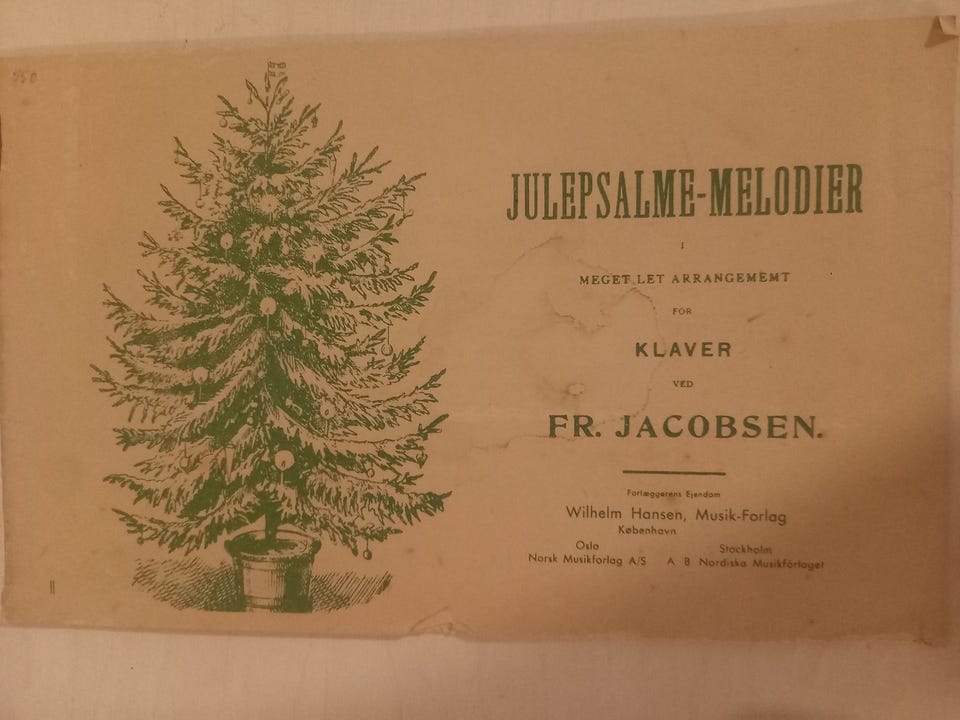 JULEPSALME-MELODIER
I
MEGET LET ARRANGEMEMT
FOR
KLAVER
VED
FR. JACOBSEN.
Forlæggerens Ejendom
Wilhelm Hansen, Musik-Forlag
København
Oslo Stockholm
Norsk Musikforlag A/S A B Nordiska Musikförlaget